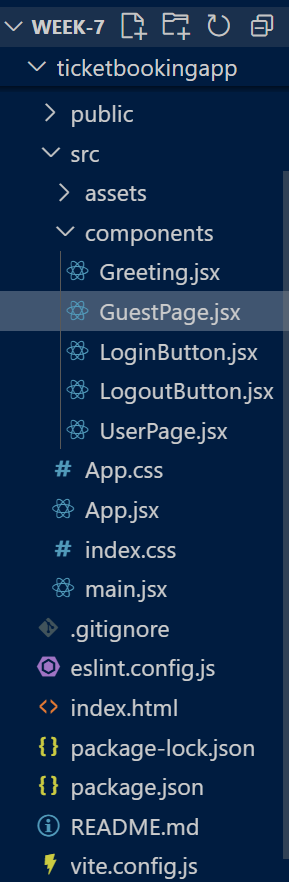 WEEK-7
ticketbookingapp
public
src
assets
components
Greeting.jsx
GuestPage.jsx
LoginButton.jsx
LogoutButton.jsx
UserPage.jsx
# App.css
App.jsx
# index.css
main.jsx
.gitignore
eslint.config.js
<> index.html
{} package-lock.json
{} package.json
README.md
vite.config.js